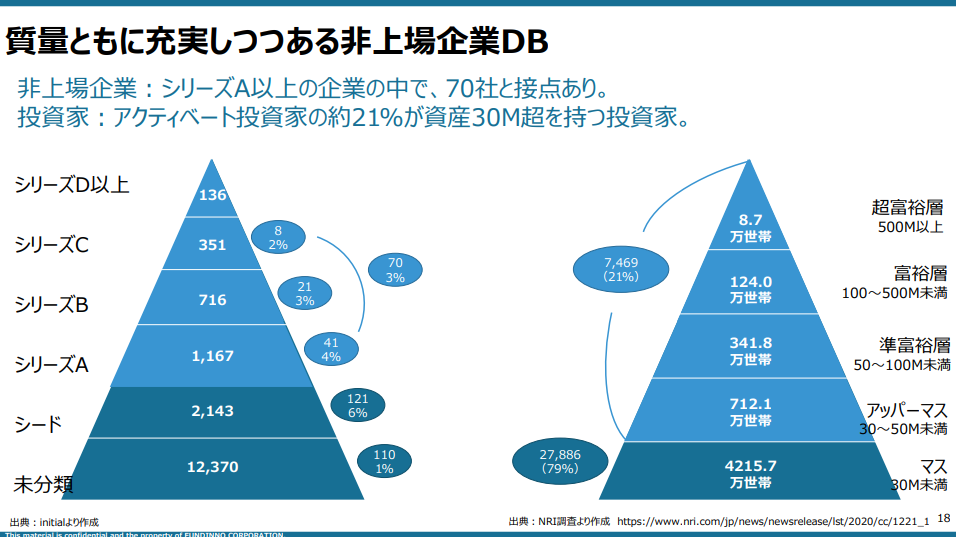 質量ともに充実しつつある非上場企業DB
非上場企業：シリーズA以上の企業の中で、70社と接点あり。
投資家：アクティベート投資家の約21%が資産30M超を持つ投資家。
シリーズD以上
136
シリーズC
351
8
2%
70
3%
シリーズB
716
21
3%
シリーズA
1,167
41
4%
シード
2,143
121
6%
未分類
12,370
110
1%
8.7
万世帯
超富裕層
500M以上
7,469
(21%)
124.0
万世帯
富裕層
100～500M未満
341.8
万世帯
準富裕層
50～100M未満
712.1
万世帯
アッパーマス
30～50M未満
27,886
(79%)
4215.7
万世帯
マス
30M未満
出典：initialより作成
出典：NRI調査より作成 https://www.nri.com/jp/news/newsrelease/lst/2020/cc/1221_1
18
This material is confidential and the property of FUNDINNO CORPORATION.